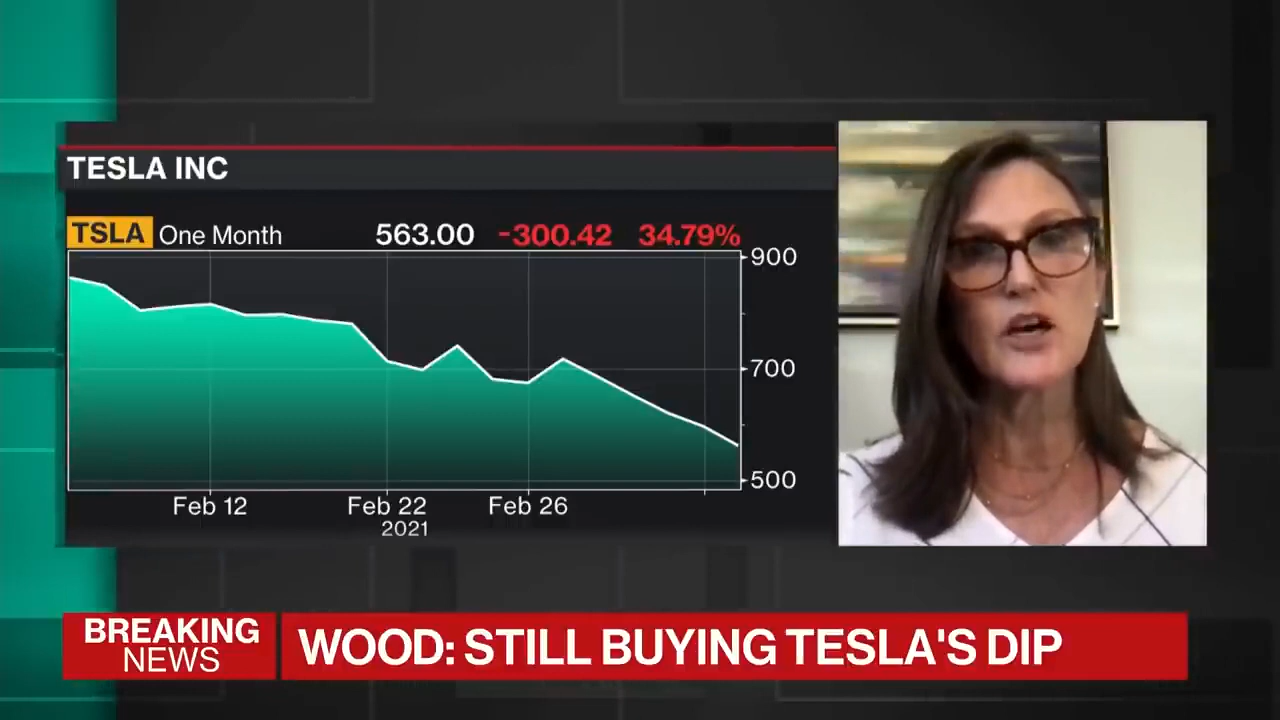 TESLA INC
TSLA One Month 563.00 -300.42 34.79%
900
700
500
Feb 12 Feb 22 Feb 26
2021
BREAKING
NEWS
WOOD: STILL BUYING TESLA'S DIP